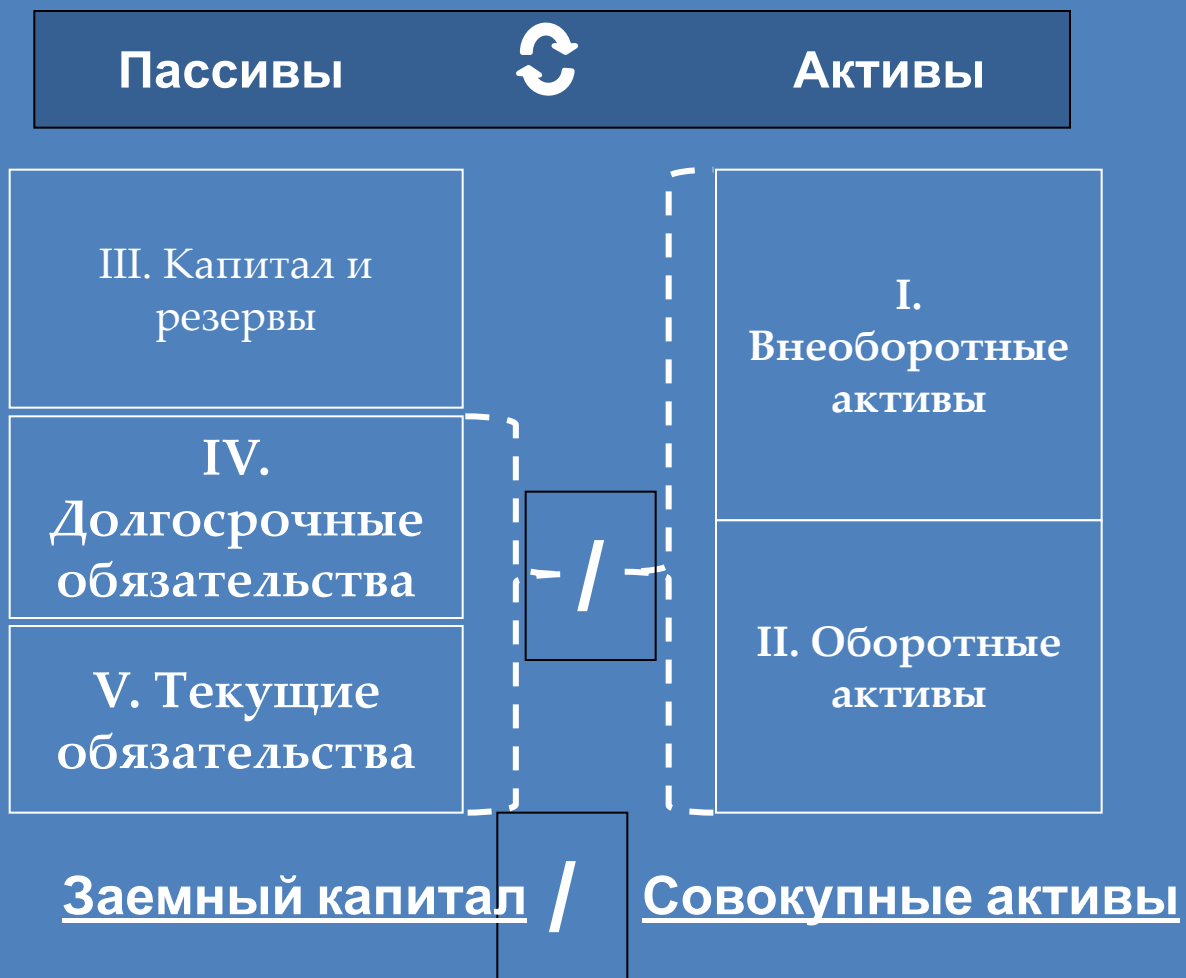 Пассивы
Активы
III. Капитал и
резервы
IV.
Долгосрочные
обязательства
V. Текущие
обязательства
/
I.
Внеоборотные
активы
II. Оборотные
активы
Заемный капитал / Совокупные активы